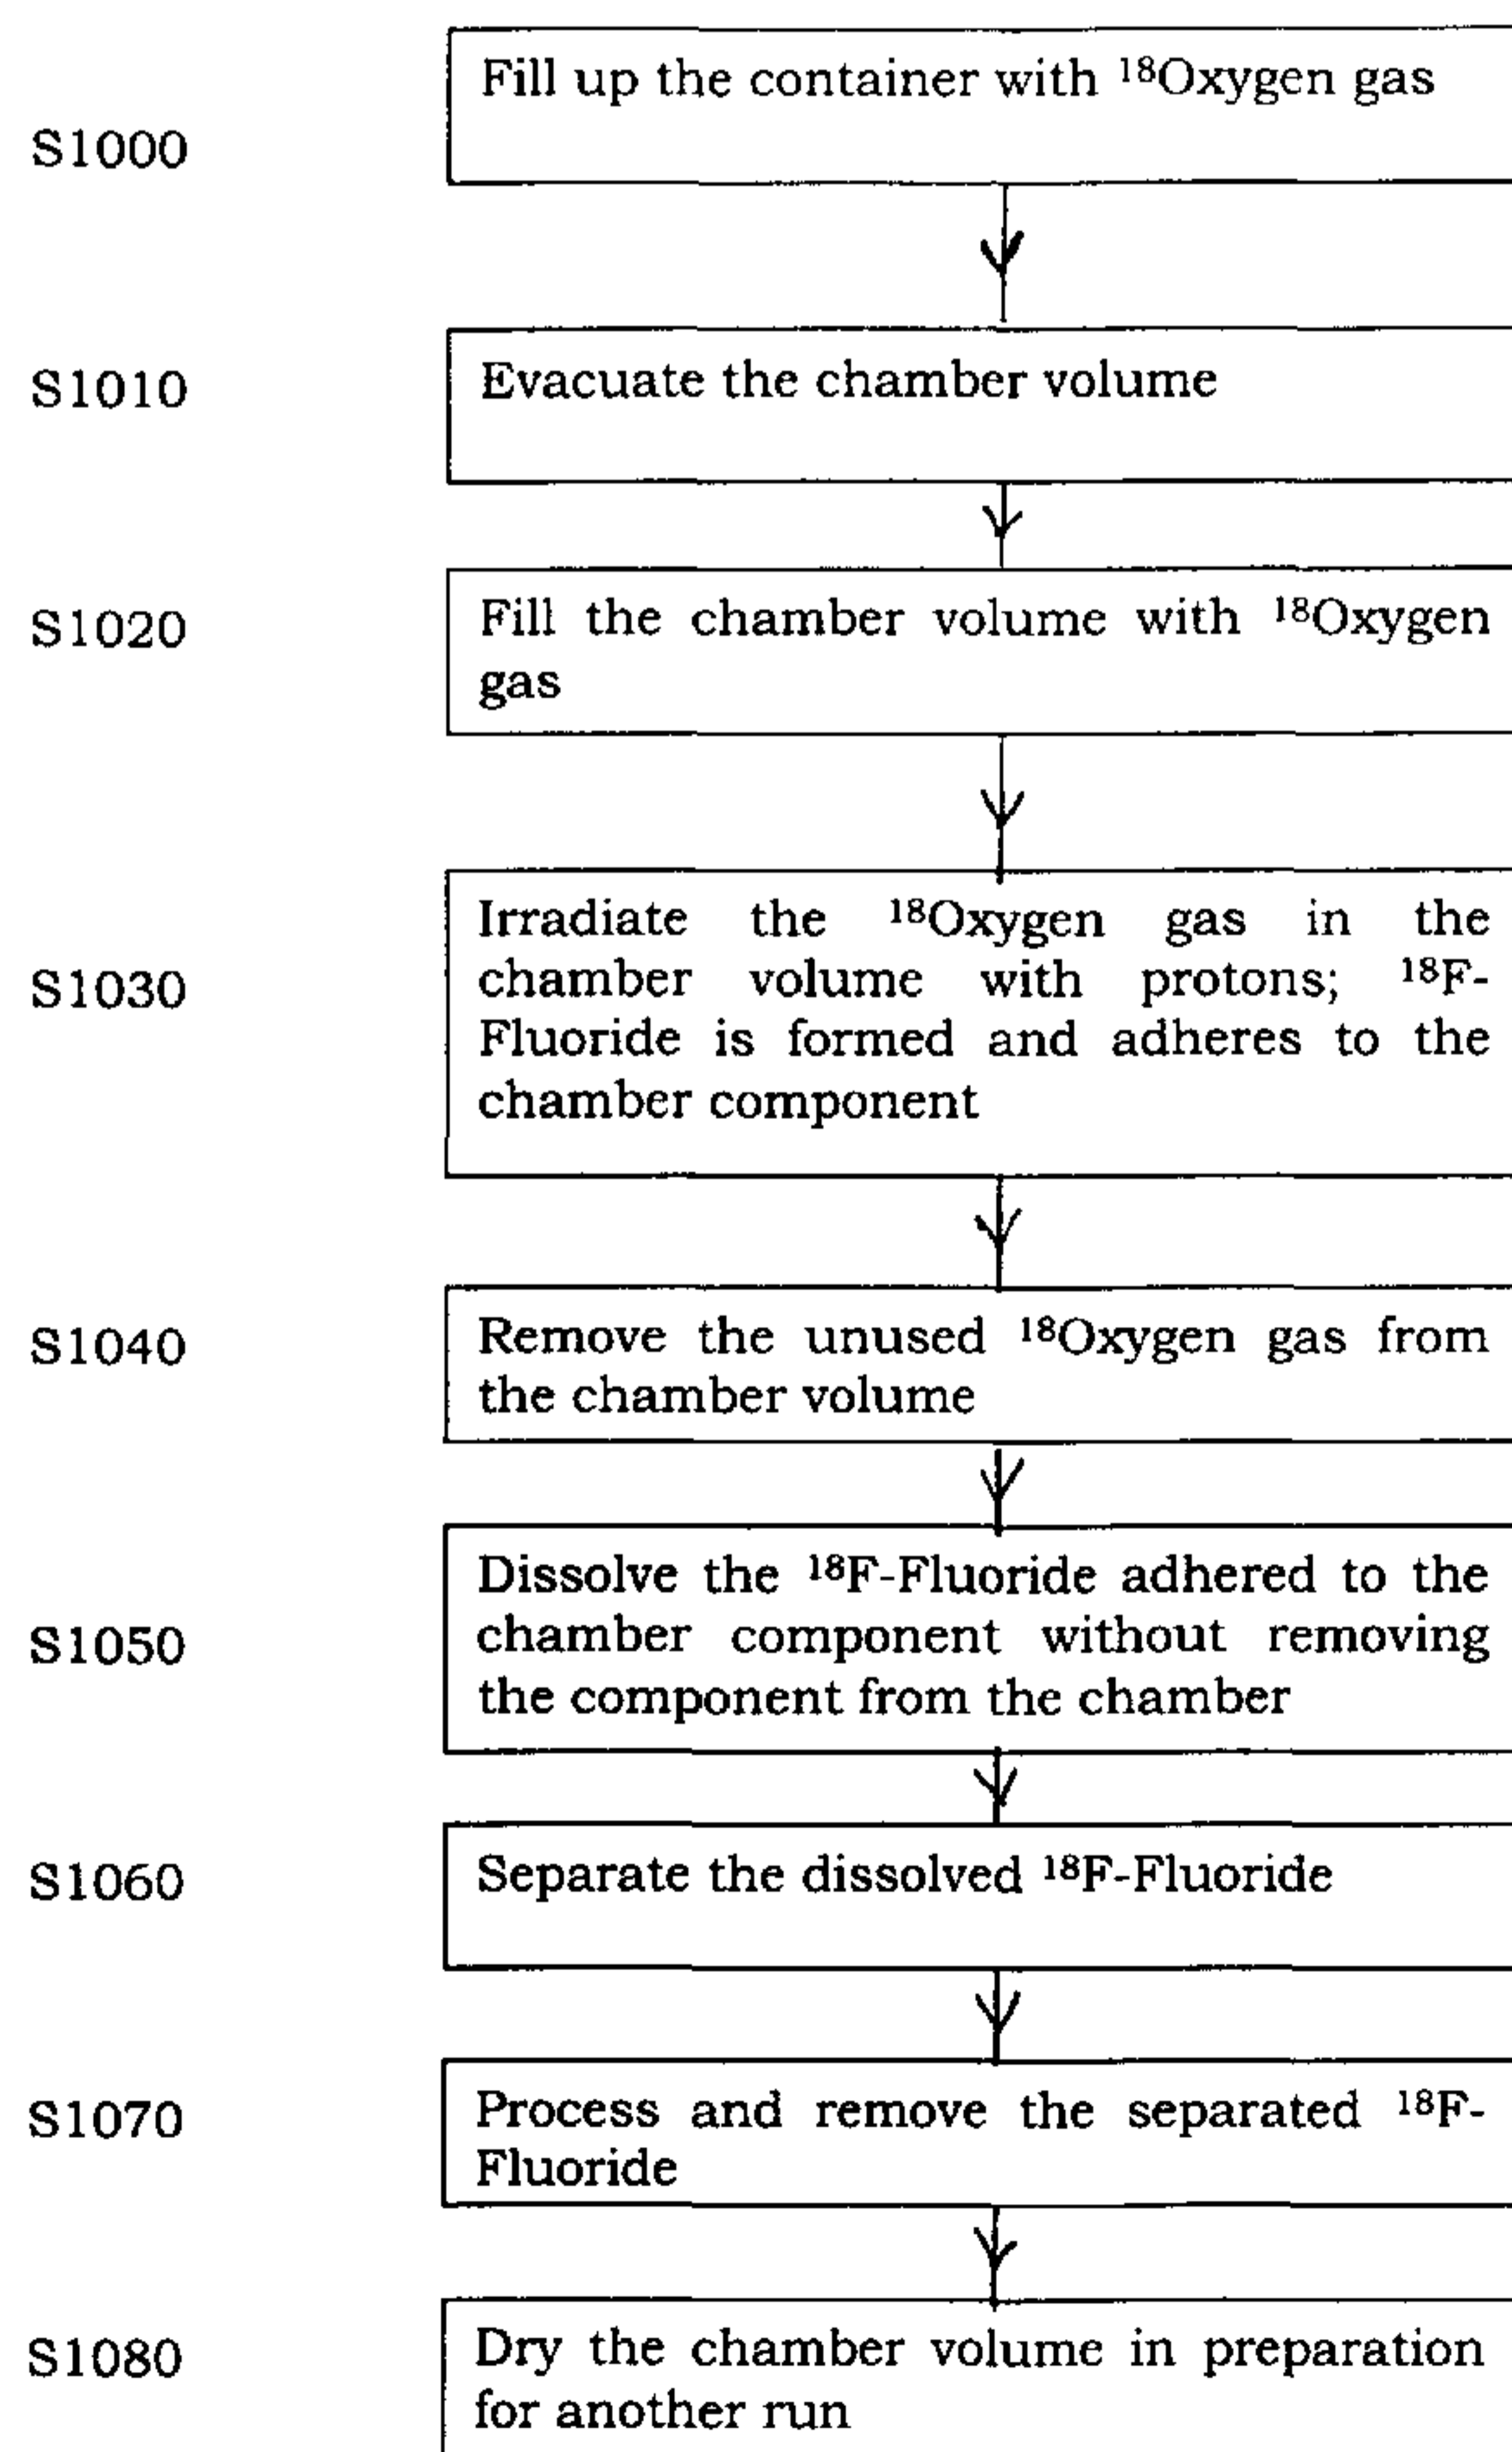 Fill up the container with ¹⁸Oxygen gas
S1000
Evacuate the chamber volume
S1010
Fill the chamber volume with ¹⁸Oxygen
S1020
gas
Irradiate the ¹⁸Oxygen gas in the
chamber volume with protons; ¹⁸F-
S1030
Fluoride is formed and adheres to the
chamber component
Remove the unused ¹⁸Oxygen gas from
S1040
the chamber volume
Dissolve the ¹⁸F-Fluoride adhered to the
chamber component without removing
S1050
the component from the chamber
Separate the dissolved ¹⁸F-Fluoride
S1060
Process and remove the separated ¹⁸F-
S1070
Fluoride
Dry the chamber volume in preparation
S1080
for another run